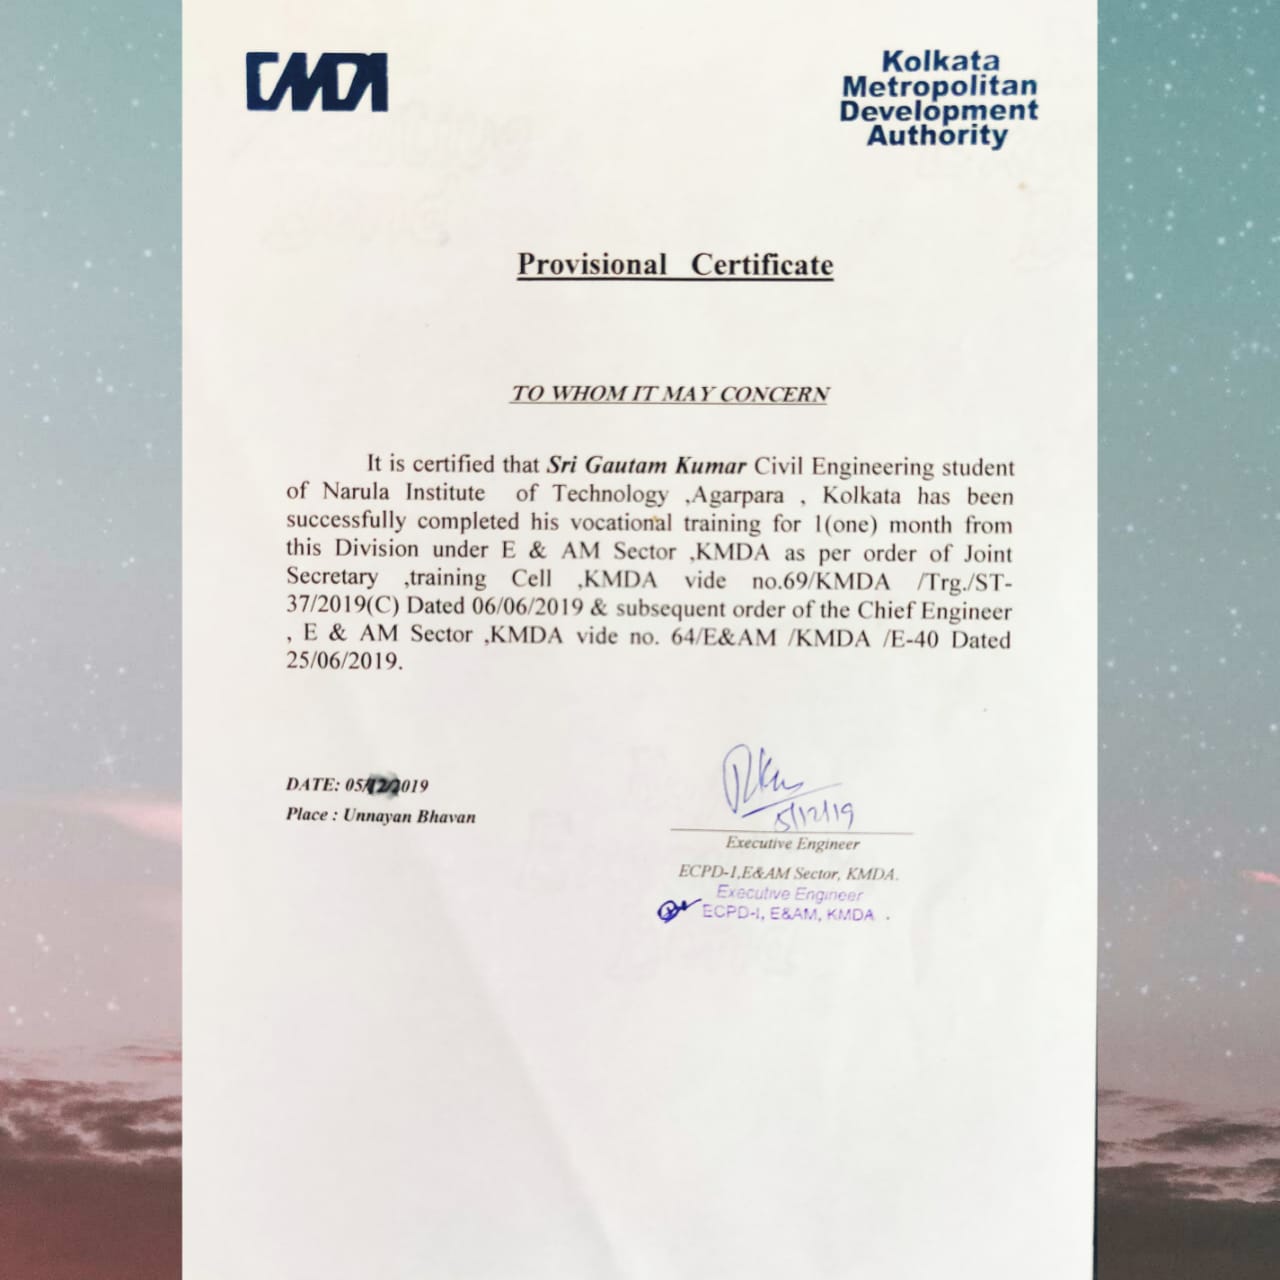 CMDA
Kolkata
Metropolitan
Development
Authority
Provisional Certificate
TO WHOM IT MAY CONCERN
It is certified that Sri Gautam Kumar Civil Engineering student
of Narula Institute of Technology ,Agarpara , Kolkata has been
successfully completed his vocational training for 1(one) month from
this Division under E & AM Sector ,KMDA as per order of Joint
Secretary ,training Cell ,KMDA vide no.69/KMDA /Trg./ST-
37/2019(C) Dated 06/06/2019 & subsequent order of the Chief Engineer
, E & AM Sector ,KMDA vide no. 64/E&AM /KMDA /E-40 Dated
25/06/2019.
DATE: 05/12/2019
Place : Unnayan Bhavan
5/12/19
Executive Engineer
ECPD-1,E&AM Sector, KMDA.
Executive Engineer
ECPD-I, E&AM, KMDA .